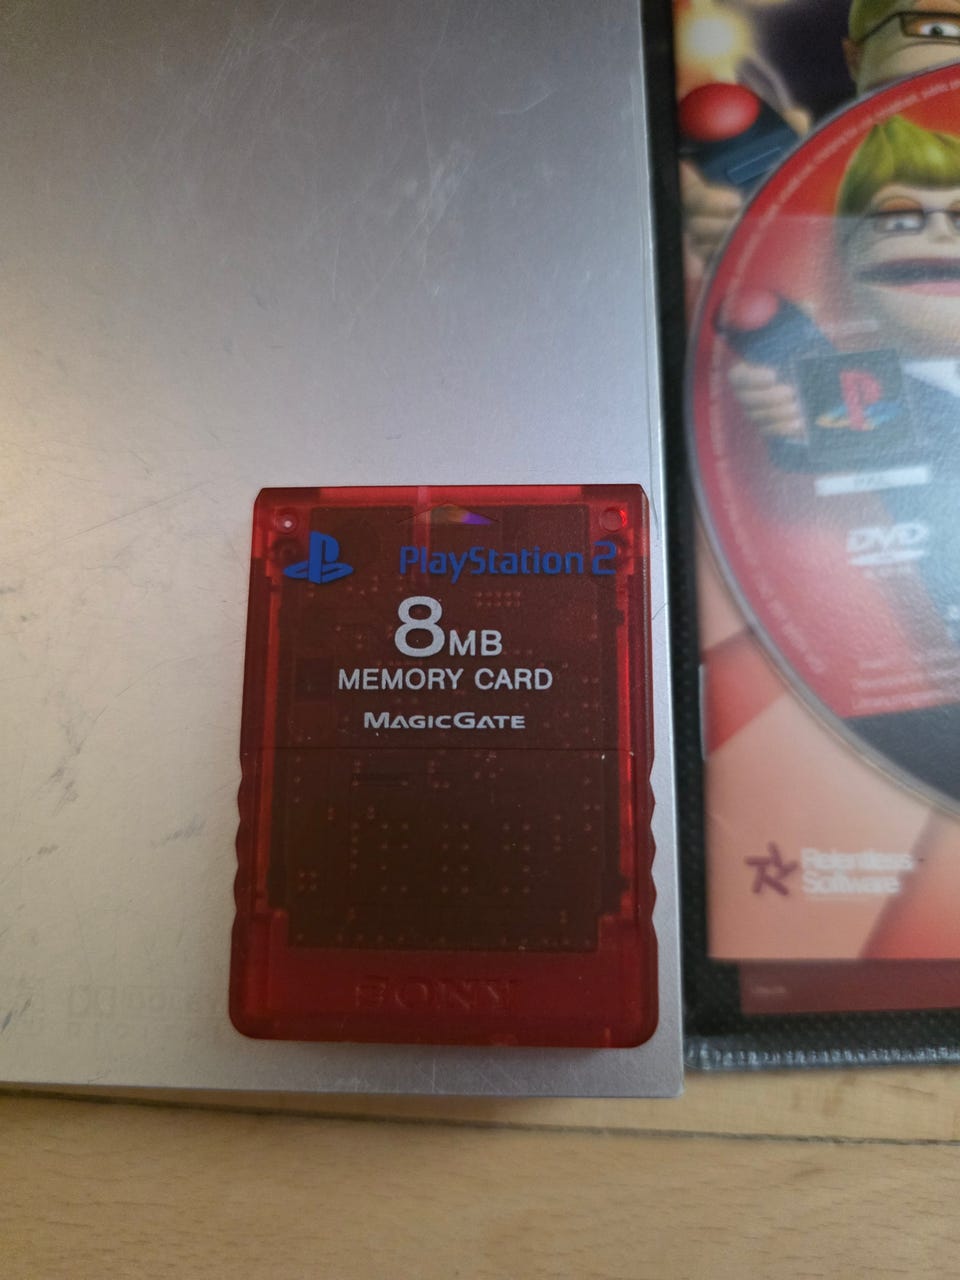 PlayStation 2
8MB
MEMORY CARD
MAGICGATE
SONY
DVD
Relentless
Software